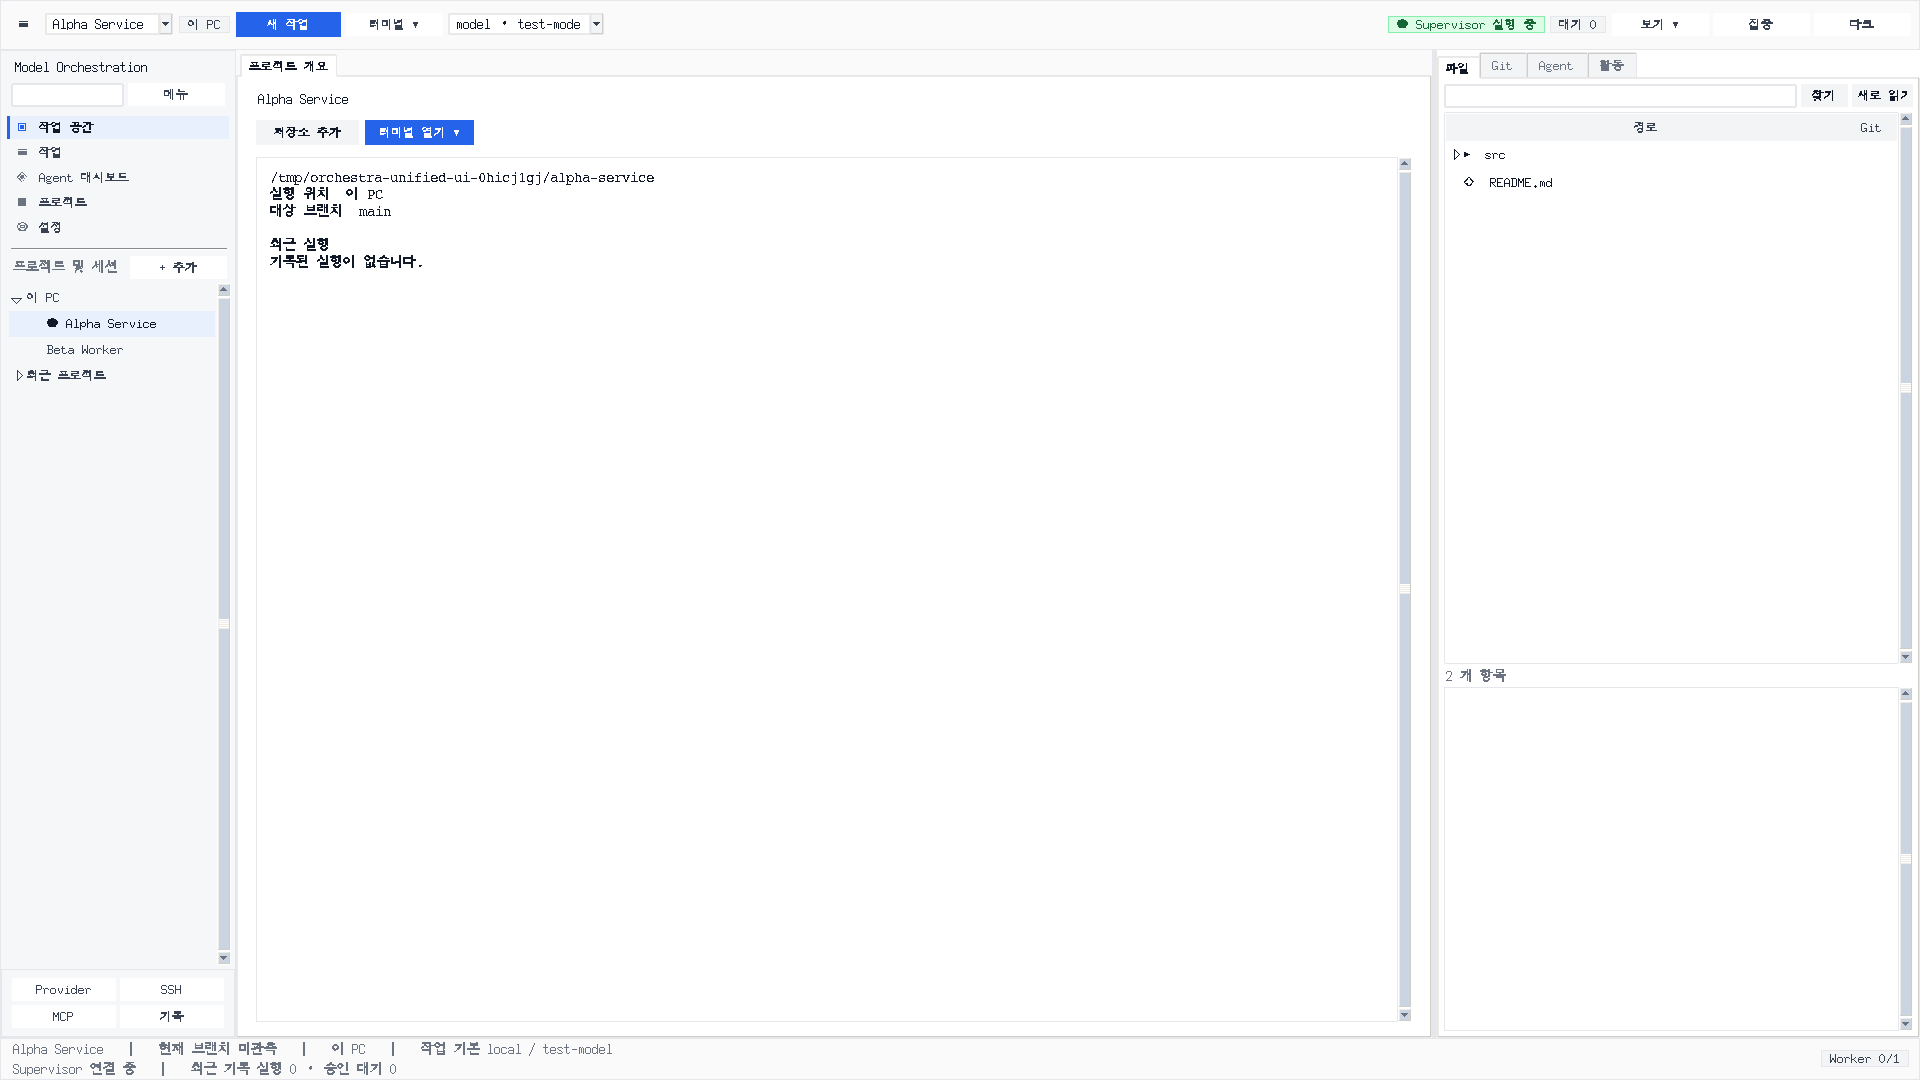 Alpha Service 이 PC 새 작업 터미널 ▼ model • test-mode Supervisor 실행 중 대기 0 보기 ▼ 집중 다크
Model Orchestration
메뉴
작업 공간
작업
Agent 대시보드
프로젝트
설정
프로젝트 및 세션 + 추가
이 PC
Alpha Service
Beta Worker
최근 프로젝트
Provider SSH
MCP 기록
프로젝트 개요
Alpha Service
저장소 추가 터미널 열기 ▼
/tmp/orchestra-unified-ui-0hicj1gj/alpha-service
실행 위치 이 PC
대상 브랜치 main
최근 실행
기록된 실행이 없습니다.
파일 Git Agent 활동
찾기 새로 읽기
경로 Git
src
README.md
2 개 항목
Alpha Service | 현재 브랜치 미관측 | 이 PC | 작업 기본 local / test-model
Supervisor 연결 중 | 최근 기록 실행 0 • 승인 대기 0
Worker 0/1